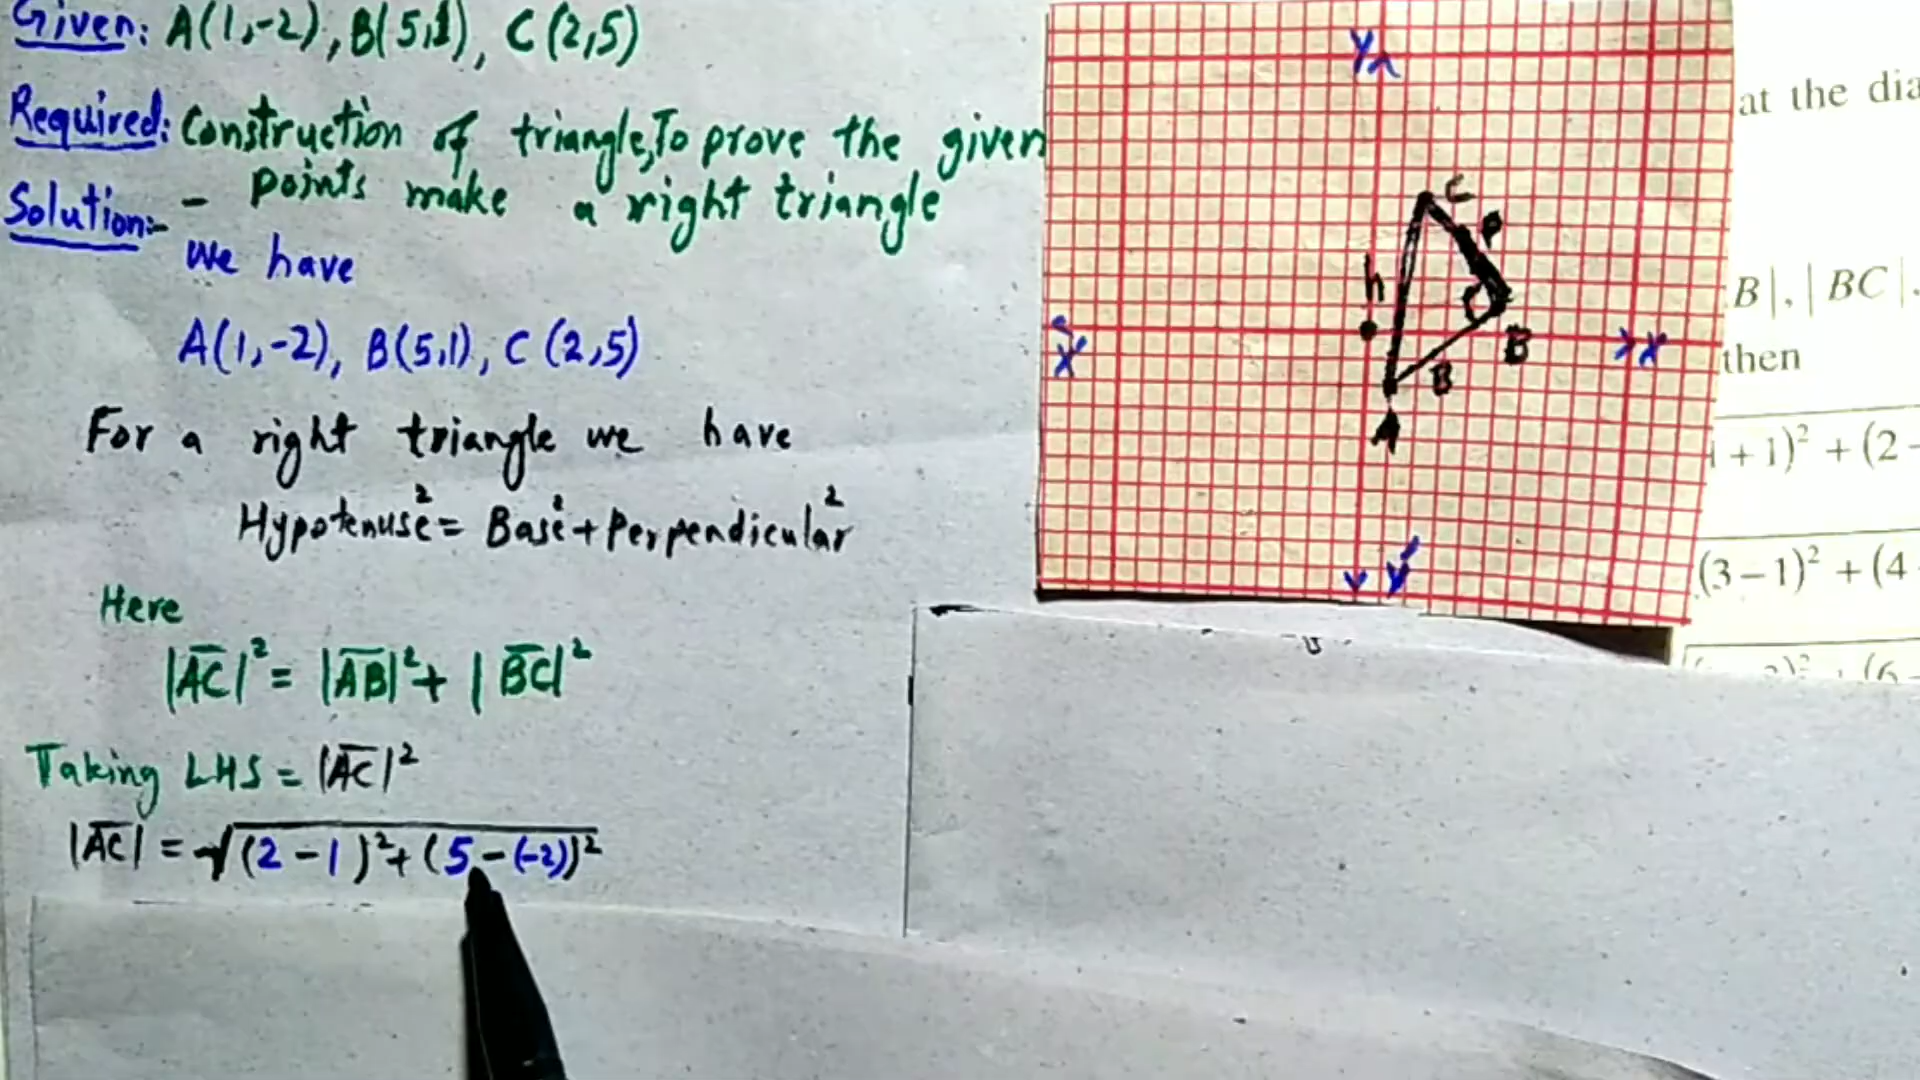 Given: A(1,-2), B(5,1), C(2,5)
Required: Construction of triangle, To prove the given
- points make a right triangle
Solution:-
we have
A(1,-2), B(5,1), C(2,5)
For a right triangle we have
Hypotenuse² = Base² + Perpendicular²
Here
|AC|² = |AB|² + |BC|²
Taking LHS = |AC|²
|AC| = √(2-1)²+(5-(-2))²
Y
C
P
h
B
X'
X
B
A
Y'
at the dia
B|, |BC|.
then
+1)² + (2-
(3-1)² + (4
)² + (6-